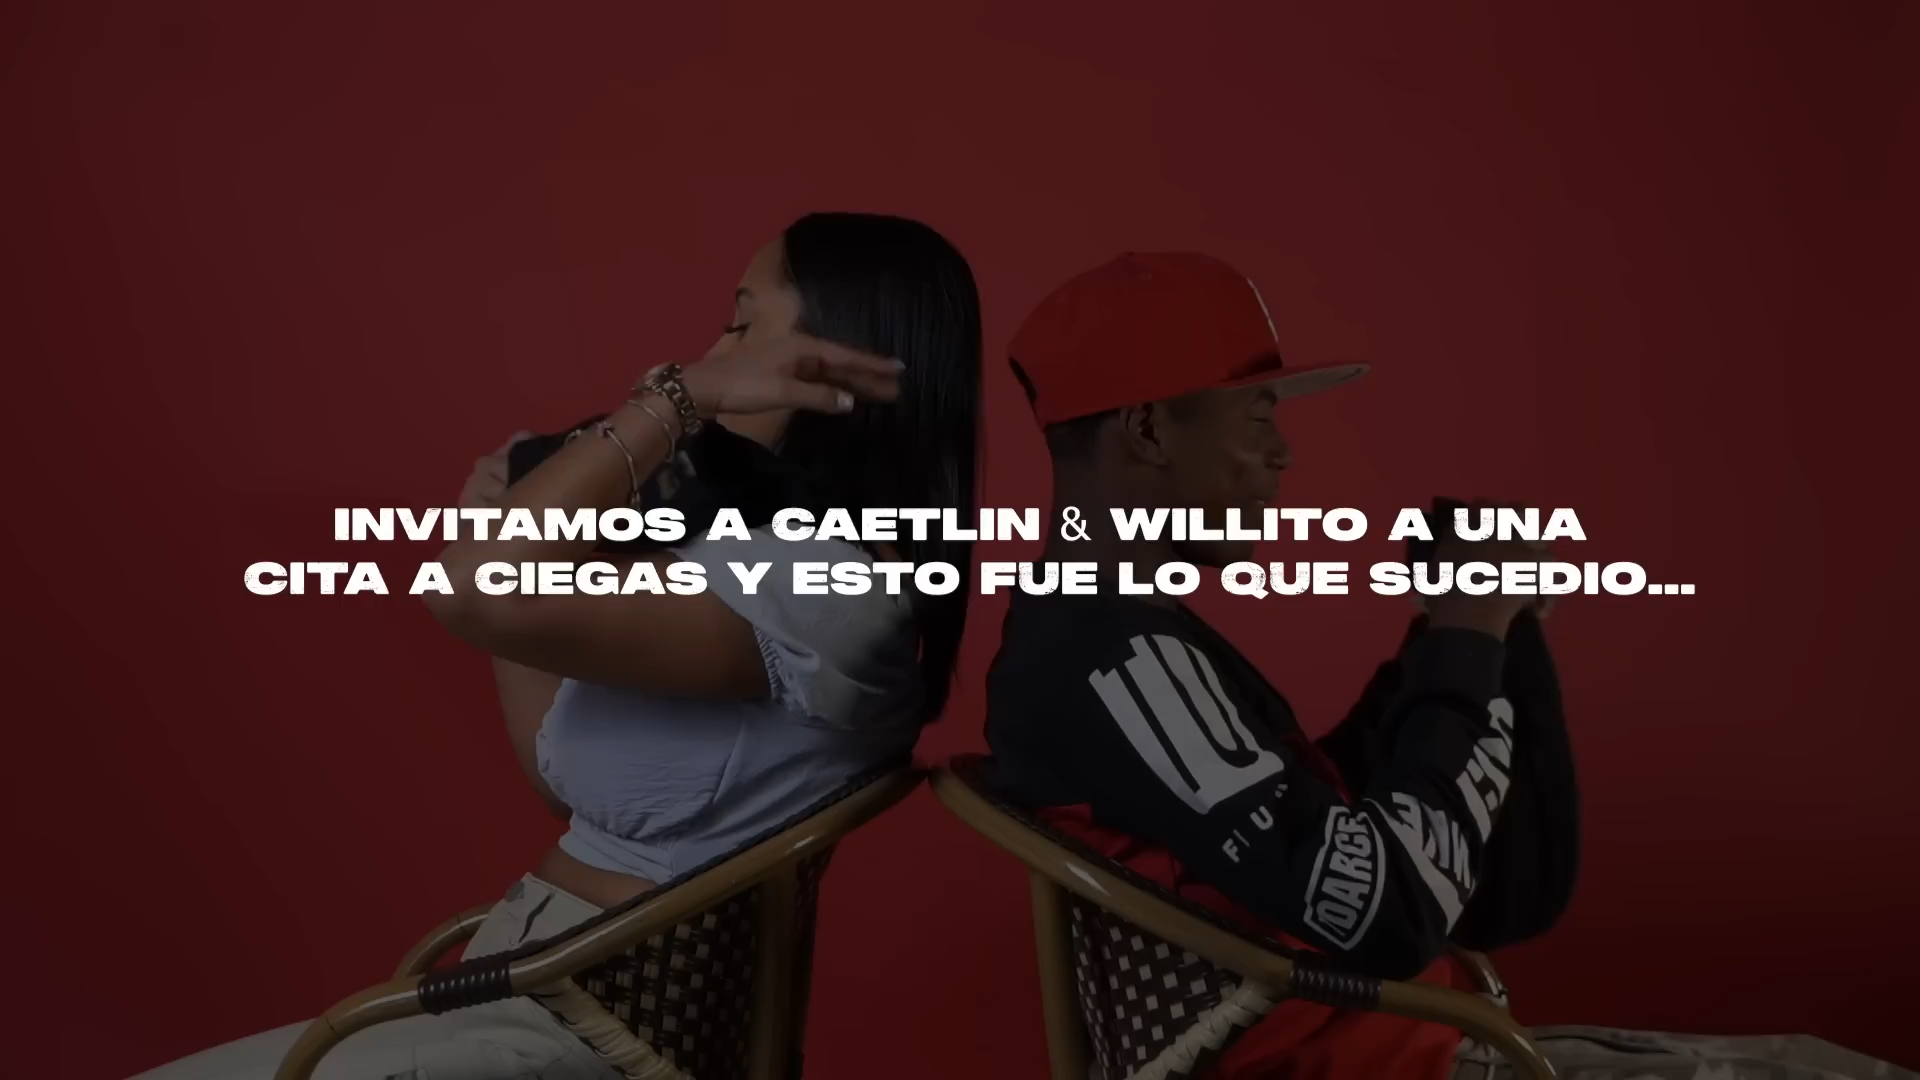 INVITAMOS A CAETLIN & WILLITO A UNA
CITA A CIEGAS Y ESTO FUE LO QUE SUCEDIO...